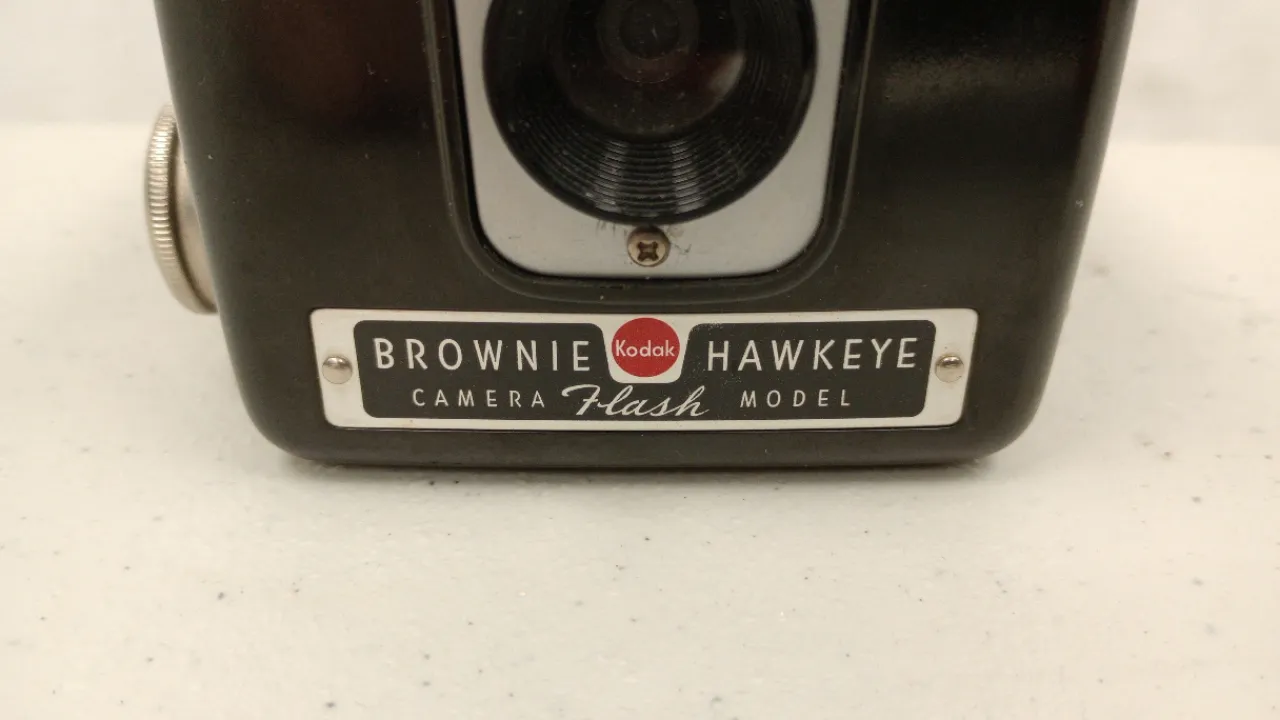 BROWNIE Kodak HAWKEYE
CAMERA Flash MODEL